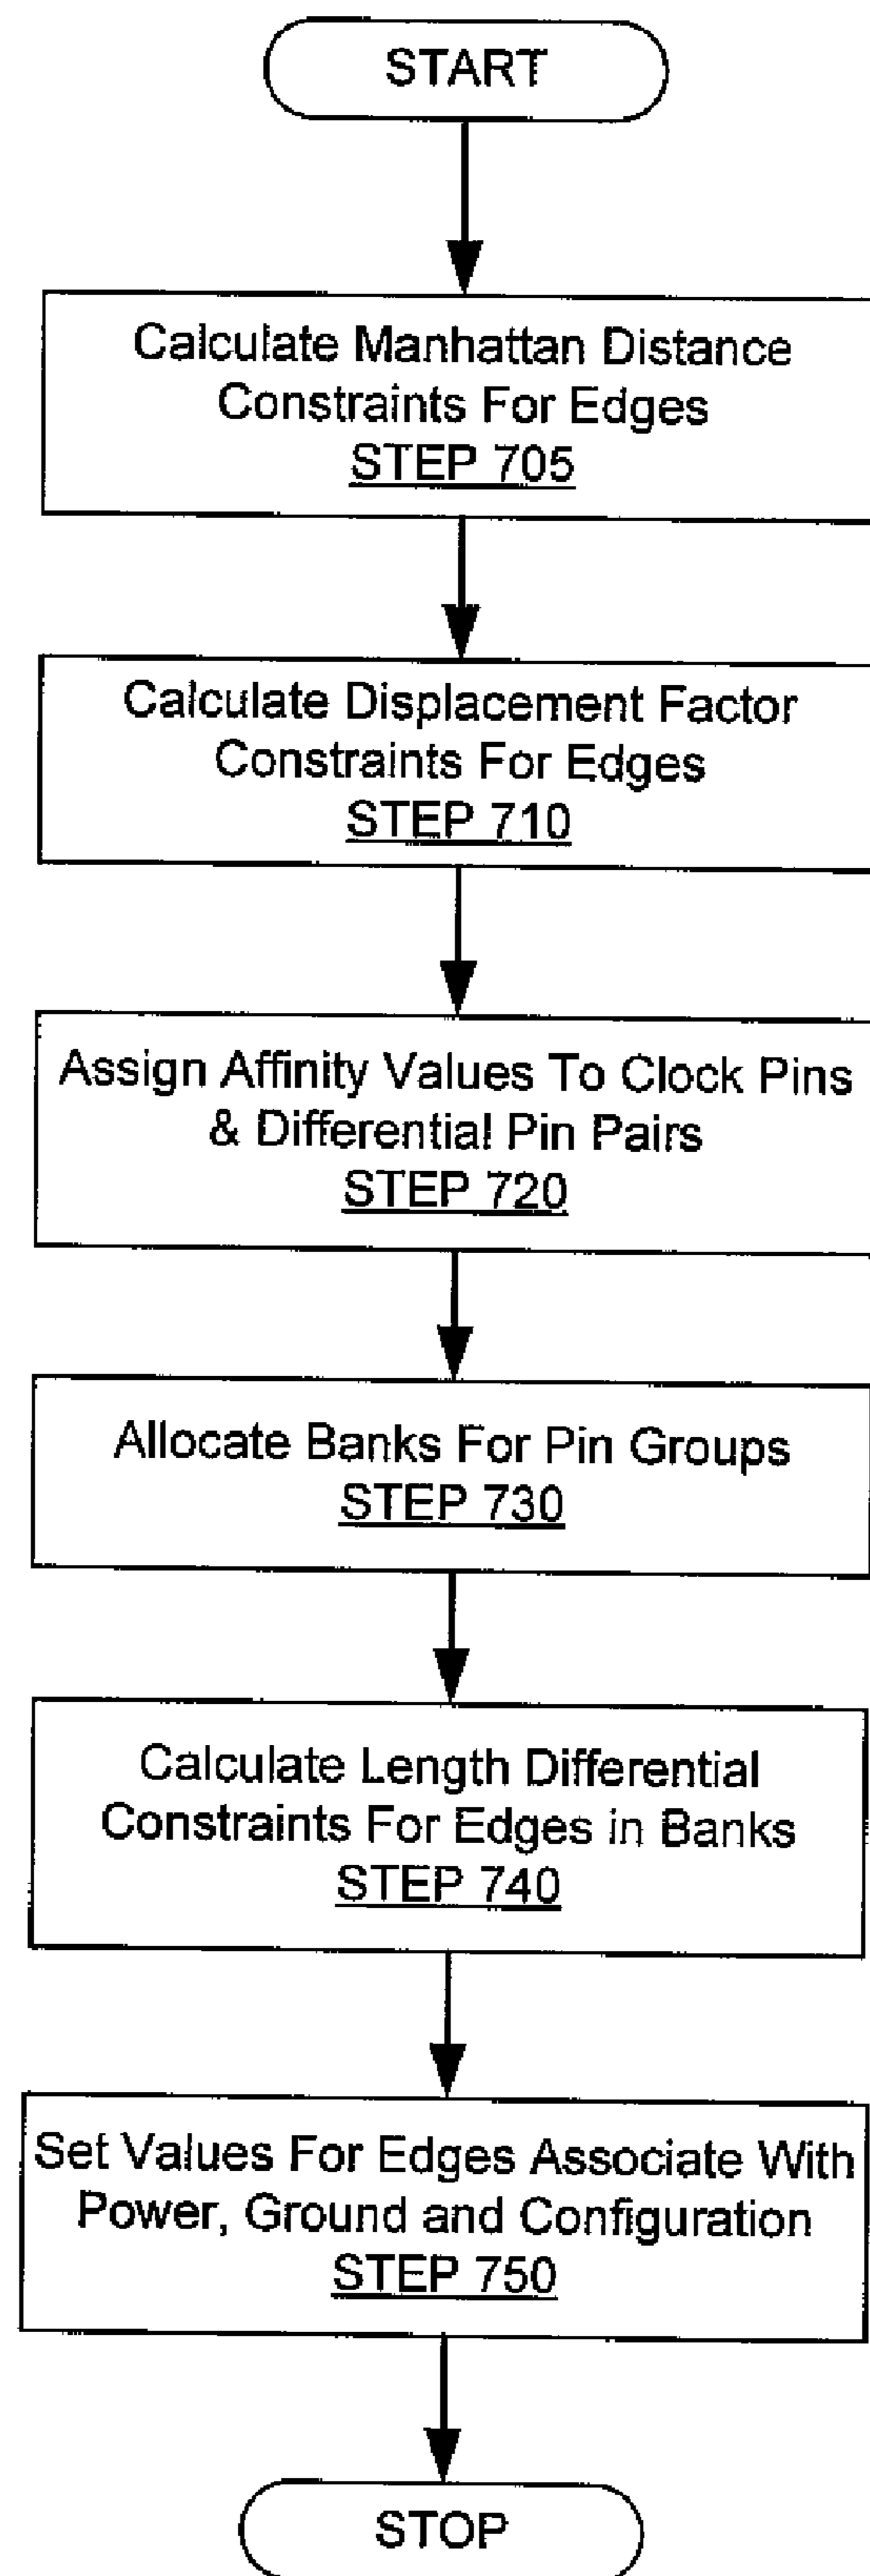 START
Calculate Manhattan Distance
Constraints For Edges
STEP 705
Calculate Displacement Factor
Constraints For Edges
STEP 710
Assign Affinity Values To Clock Pins
& Differential Pin Pairs
STEP 720
Allocate Banks For Pin Groups
STEP 730
Calculate Length Differential
Constraints For Edges in Banks
STEP 740
Set Values For Edges Associate With
Power, Ground and Configuration
STEP 750
STOP